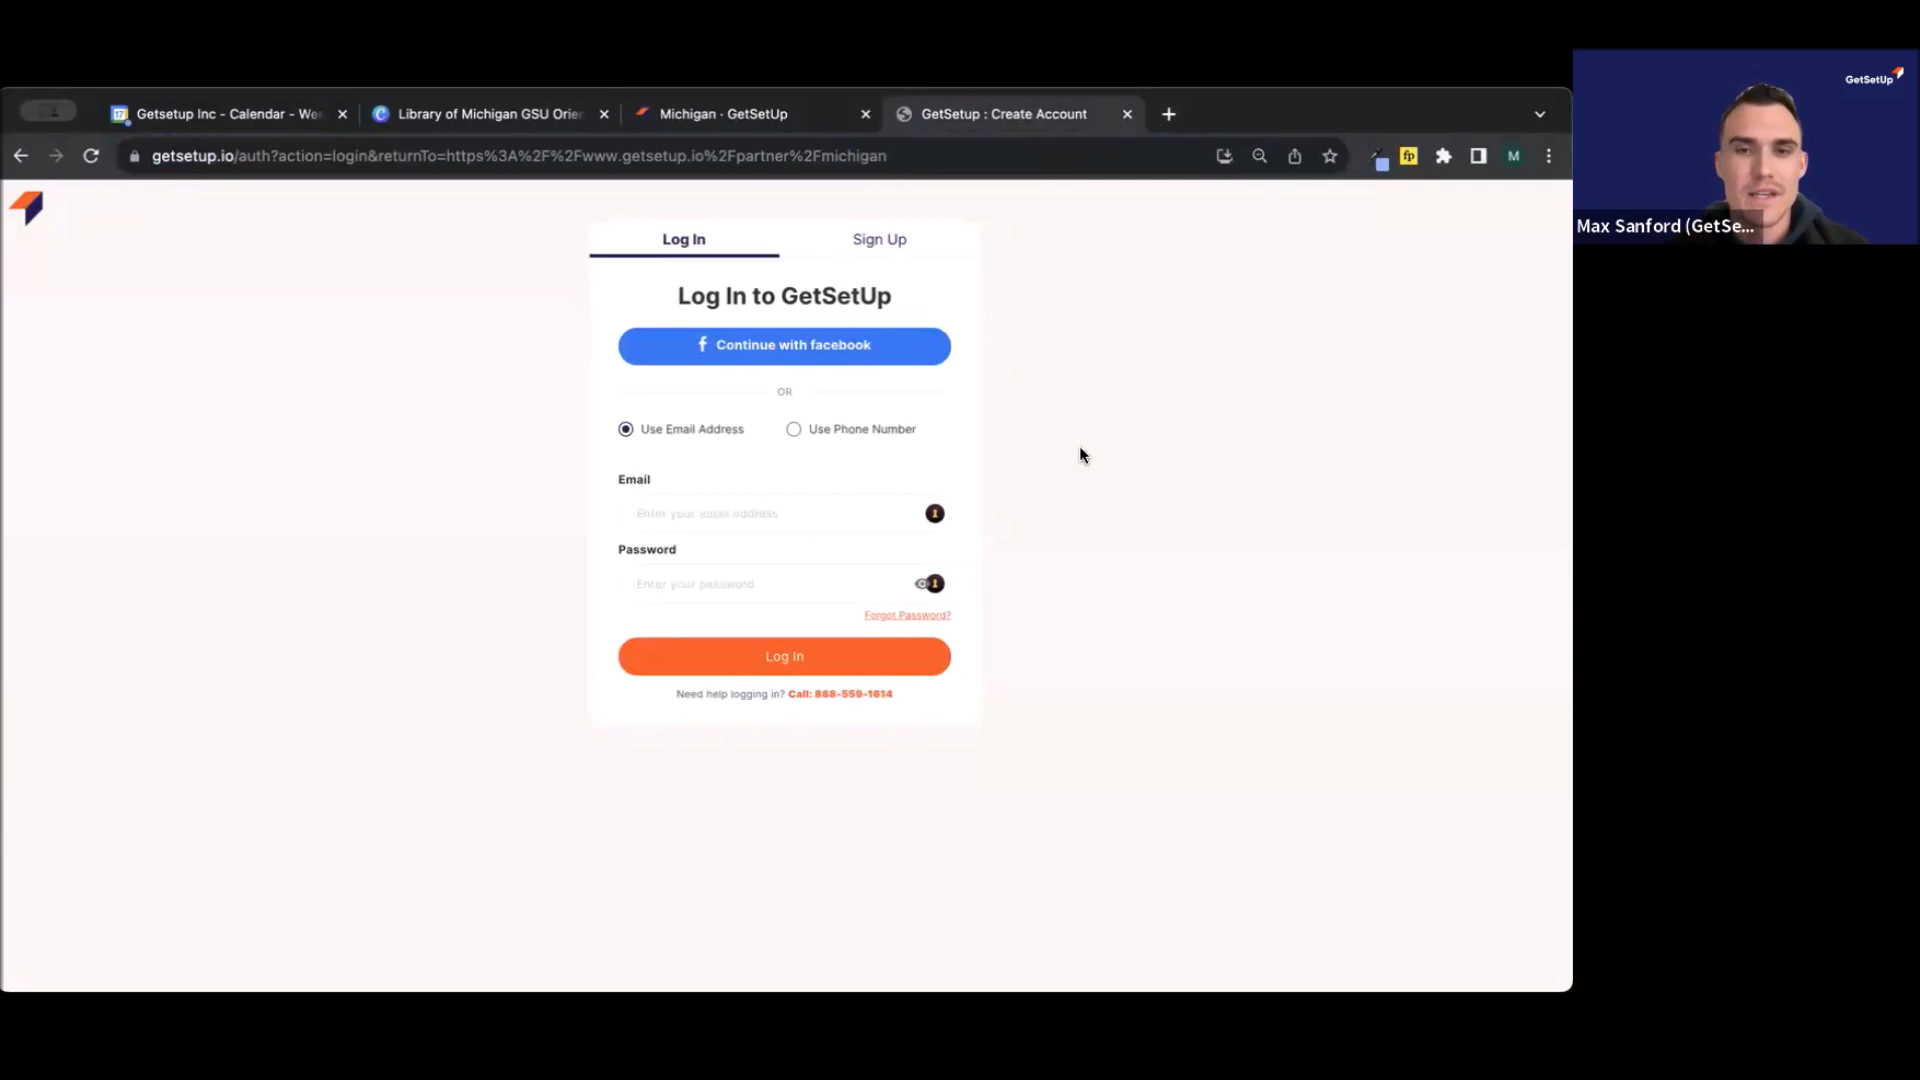 Getsetup Inc - Calendar - Wee
Library of Michigan GSU Orien
Michigan - GetSetUp
GetSetup : Create Account
getsetup.io/auth?action=login&returnTo=https%3A%2F%2Fwww.getsetup.io%2Fpartner%2Fmichigan
fp
M
GetSetUp
Max Sanford (GetSe...
Log In
Sign Up
Log In to GetSetUp
f Continue with facebook
OR
Use Email Address
Use Phone Number
Email
Enter your email address
Password
Enter your password
Forgot Password?
Log In
Need help logging in? Call: 888-559-1614